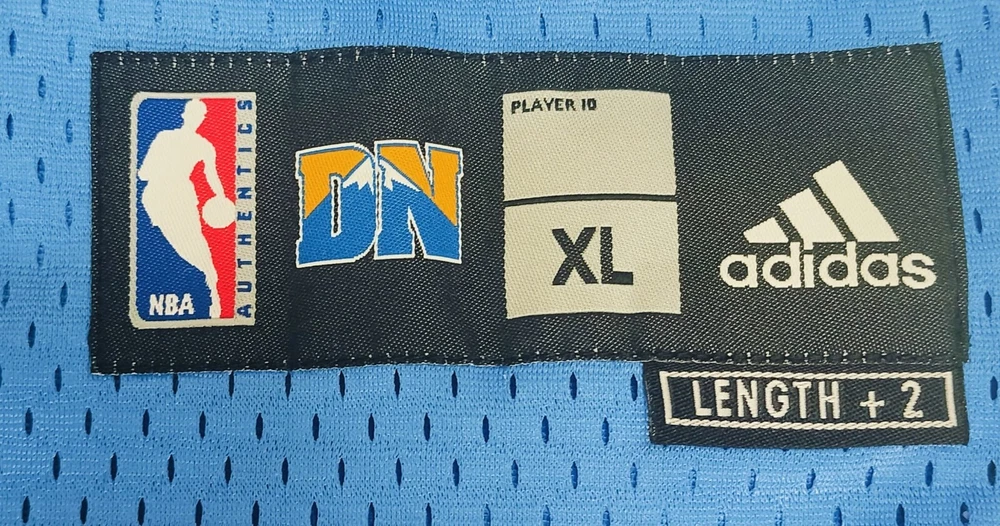 NBA
AUTHENTICS
DN
PLAYER ID
XL
adidas
LENGTH + 2